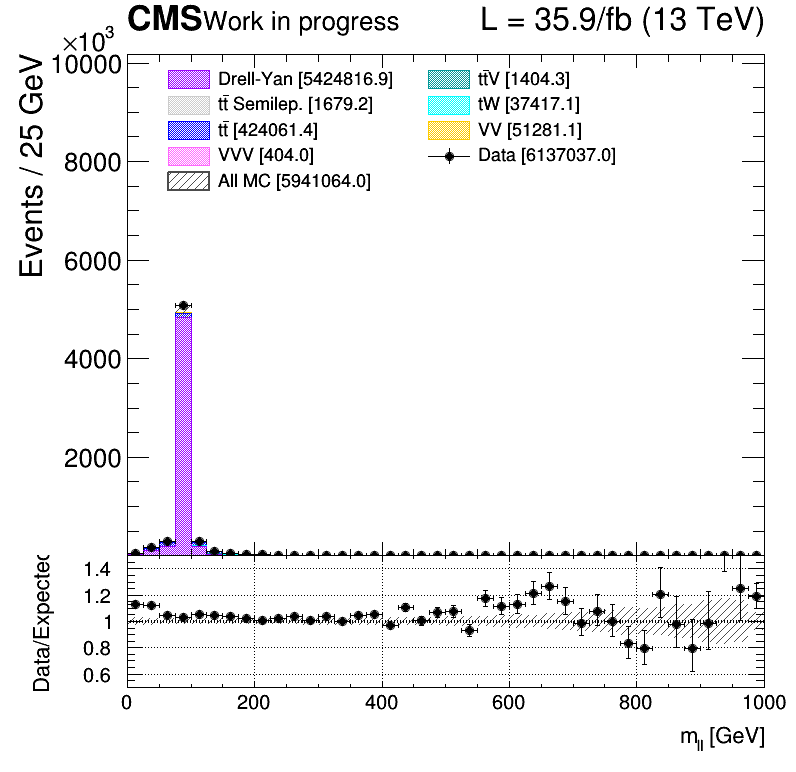 CMS Work in progress L = 35.9/fb (13 TeV)
×10³
Events / 25 GeV
10000
8000
6000
4000
2000
Drell-Yan [5424816.9]
tt̄ Semilep. [1679.2]
tt̄ [424061.4]
VVV [404.0]
All MC [5941064.0]
tt̄V [1404.3]
tW [37417.1]
VV [51281.1]
Data [6137037.0]
Data/Expected
1.4
1.2
1
0.8
0.6
0 200 400 600 800 1000
m_ll [GeV]